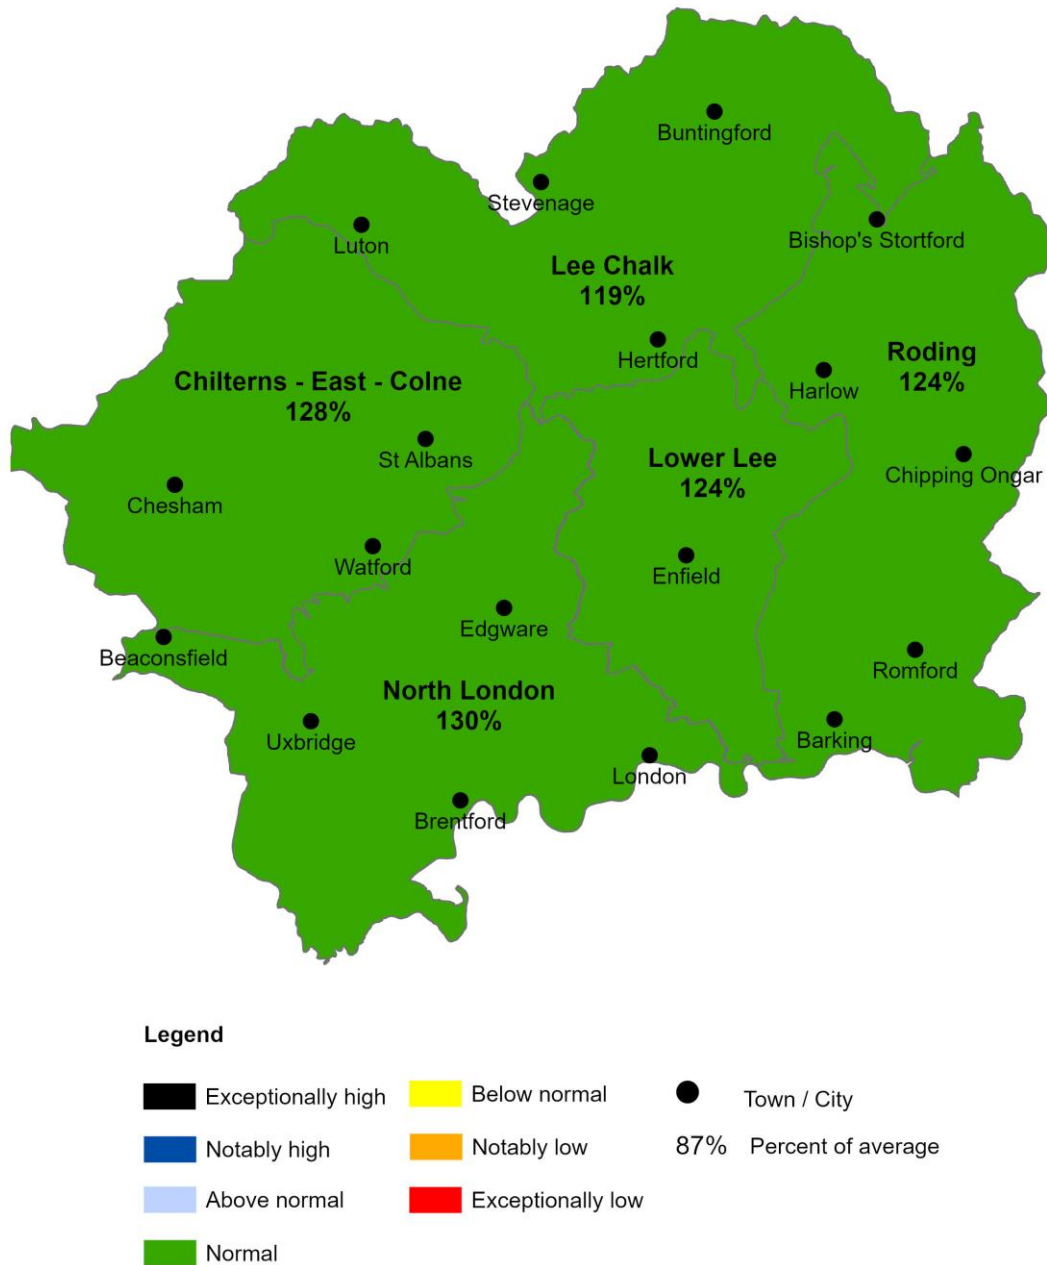 Buntingford
Stevenage
Bishop's Stortford
Luton
Lee Chalk
119%
Hertford
Roding
124%
Harlow
Chilterns - East - Colne
128%
St Albans
Lower Lee
124%
Chipping Ongar
Chesham
Watford
Enfield
Edgware
Beaconsfield
Romford
North London
130%
Uxbridge
Barking
London
Brentford
Legend
Exceptionally high
Notably high
Above normal
Normal
Below normal
Notably low
Exceptionally low
Town / City
87% Percent of average